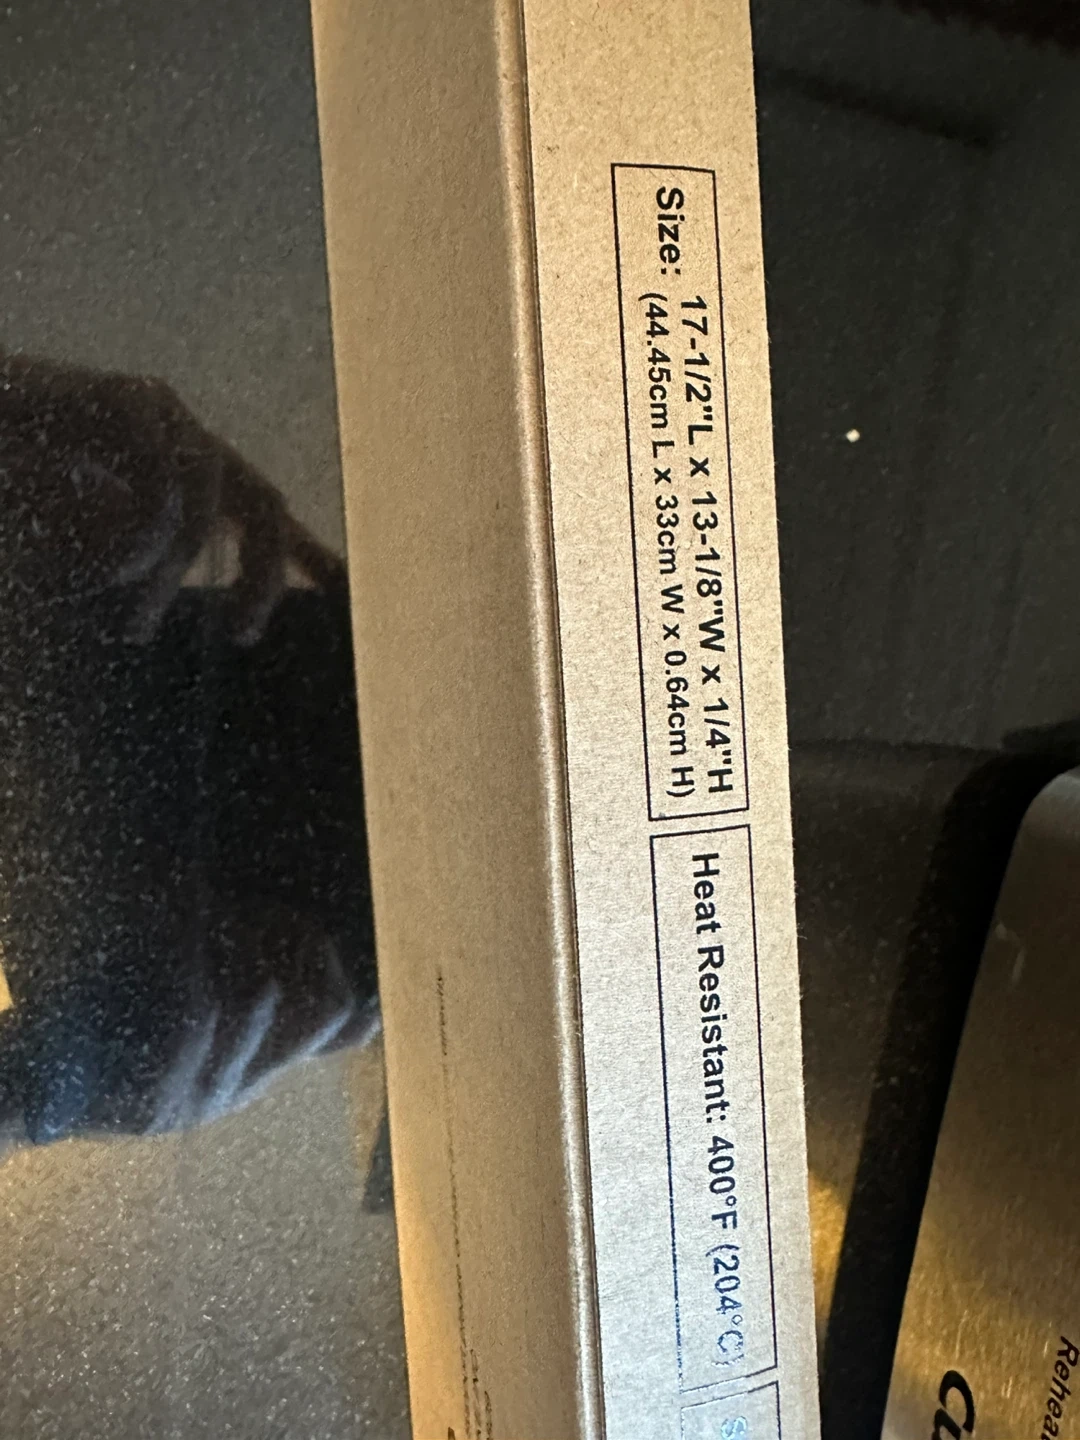 Size: 17-1/2"L x 13-1/8"W x 1/4"H
(44.45cm L x 33cm W x 0.64cm H)
Heat Resistant: 400°F (204°C)